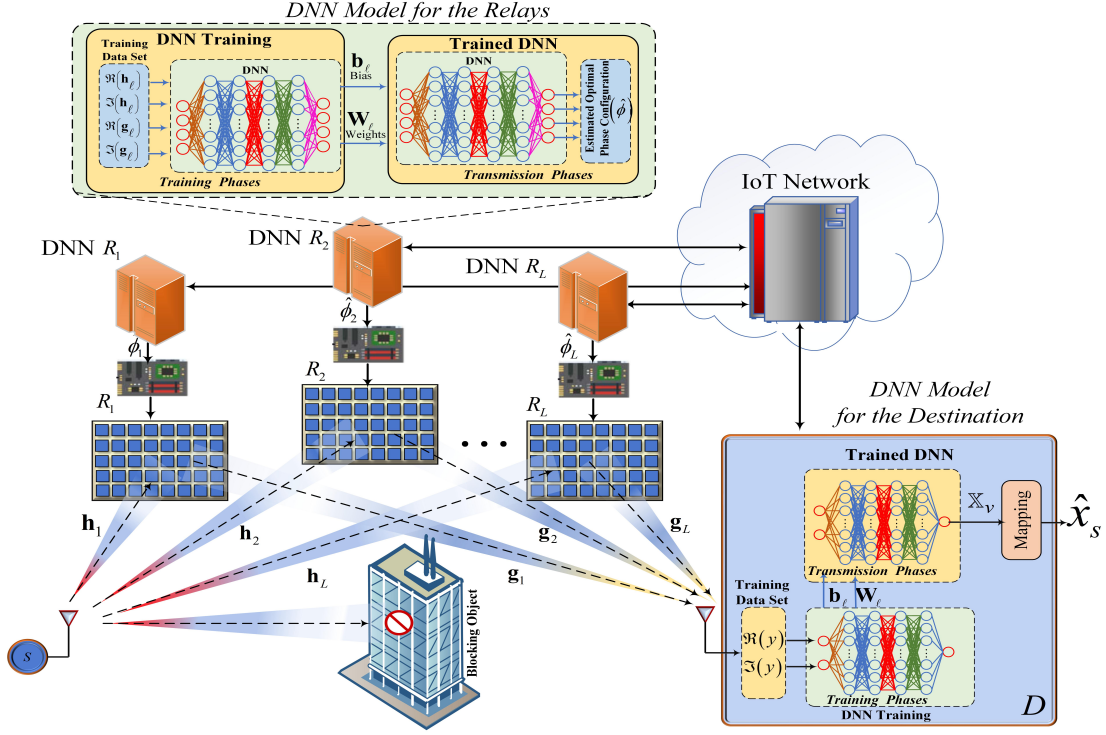 DNN Model for the Relays
DNN Training
Training
Data Set
ℜ(h_ℓ)
ℑ(h_ℓ)
ℜ(g_ℓ)
ℑ(g_ℓ)
DNN
Training Phases
b_ℓ
Bias
W_ℓ
Weights
Trained DNN
DNN
Estimated Optimal
Phase Configuration
(φ̂)
Transmission Phases
IoT Network
DNN R_1
DNN R_2
DNN R_L
φ̂_1
φ̂_2
φ̂_L
R_1
R_2
R_L
...
h_1
h_2
h_L
g_1
g_2
g_L
S
Blocking Object
DNN Model
for the Destination
Trained DNN
Transmission Phases
𝕏_v
Mapping
x̂_s
b_ℓ
W_ℓ
Training
Data Set
ℜ(y)
ℑ(y)
Training Phases
DNN Training
D